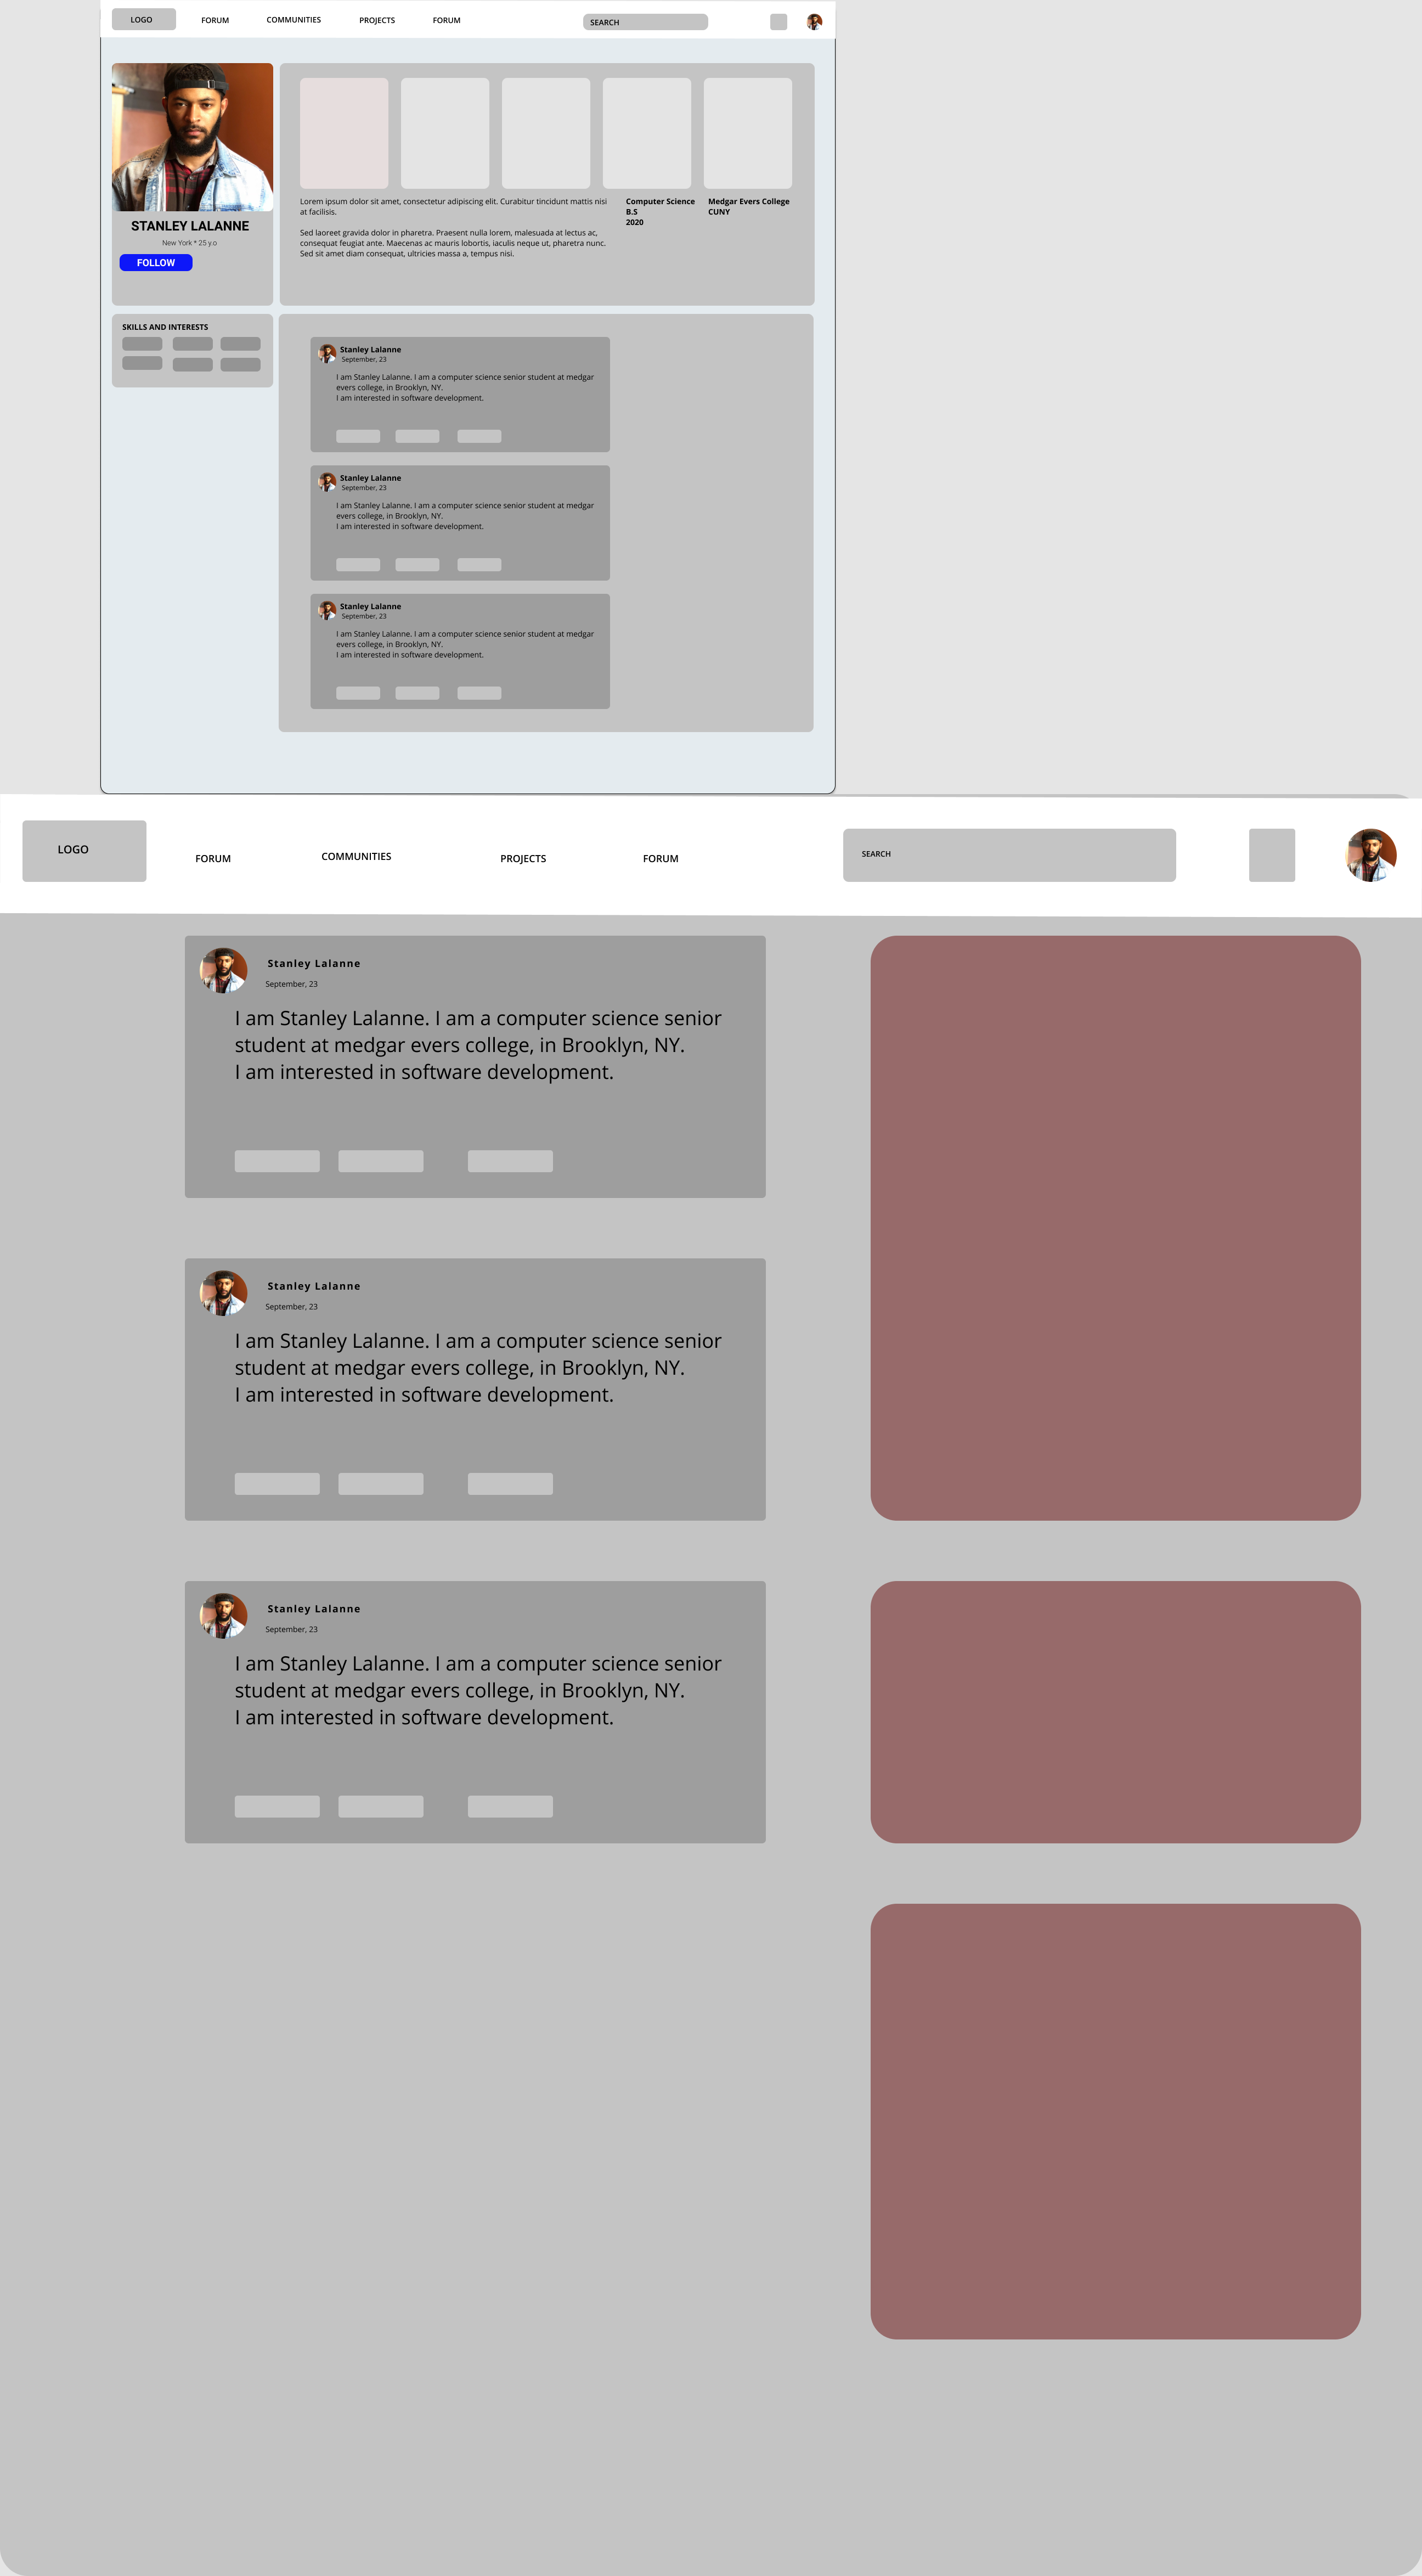 LOGO
FORUM
COMMUNITIES
PROJECTS
FORUM
SEARCH
STANLEY LALANNE
New York * 25 y.o
FOLLOW
Lorem ipsum dolor sit amet, consectetur adipiscing elit. Curabitur tincidunt mattis nisi
at facilisis.
Sed laoreet gravida dolor in pharetra. Praesent nulla lorem, malesuada at lectus ac,
consequat feugiat ante. Maecenas ac mauris lobortis, iaculis neque ut, pharetra nunc.
Sed sit amet diam consequat, ultricies massa a, tempus nisi.
Computer Science
B.S
2020
Medgar Evers College
CUNY
SKILLS AND INTERESTS
Stanley Lalanne
September, 23
I am Stanley Lalanne. I am a computer science senior student at medgar
evers college, in Brooklyn, NY.
I am interested in software development.
Stanley Lalanne
September, 23
I am Stanley Lalanne. I am a computer science senior student at medgar
evers college, in Brooklyn, NY.
I am interested in software development.
Stanley Lalanne
September, 23
I am Stanley Lalanne. I am a computer science senior student at medgar
evers college, in Brooklyn, NY.
I am interested in software development.
LOGO
FORUM
COMMUNITIES
PROJECTS
FORUM
SEARCH
Stanley Lalanne
September, 23
I am Stanley Lalanne. I am a computer science senior
student at medgar evers college, in Brooklyn, NY.
I am interested in software development.
Stanley Lalanne
September, 23
I am Stanley Lalanne. I am a computer science senior
student at medgar evers college, in Brooklyn, NY.
I am interested in software development.
Stanley Lalanne
September, 23
I am Stanley Lalanne. I am a computer science senior
student at medgar evers college, in Brooklyn, NY.
I am interested in software development.